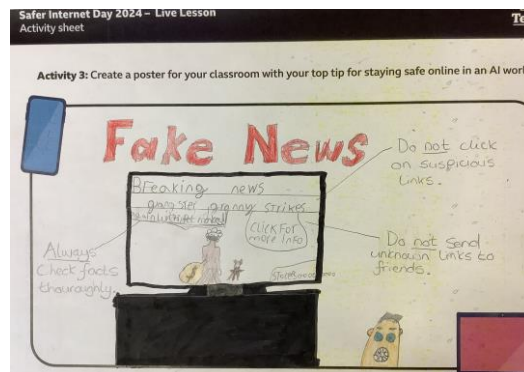 Safer Internet Day 2024 – Live Lesson
Activity sheet
Te
Activity 3: Create a poster for your classroom with your top tip for staying safe online in an AI worl
Fake News
Breaking news
gangster granny strikes
CLICK FOR
more info
Do not click
on suspicious
links.
Always
Check facts
thouroughly.
Do not send
unknown links to
friends.